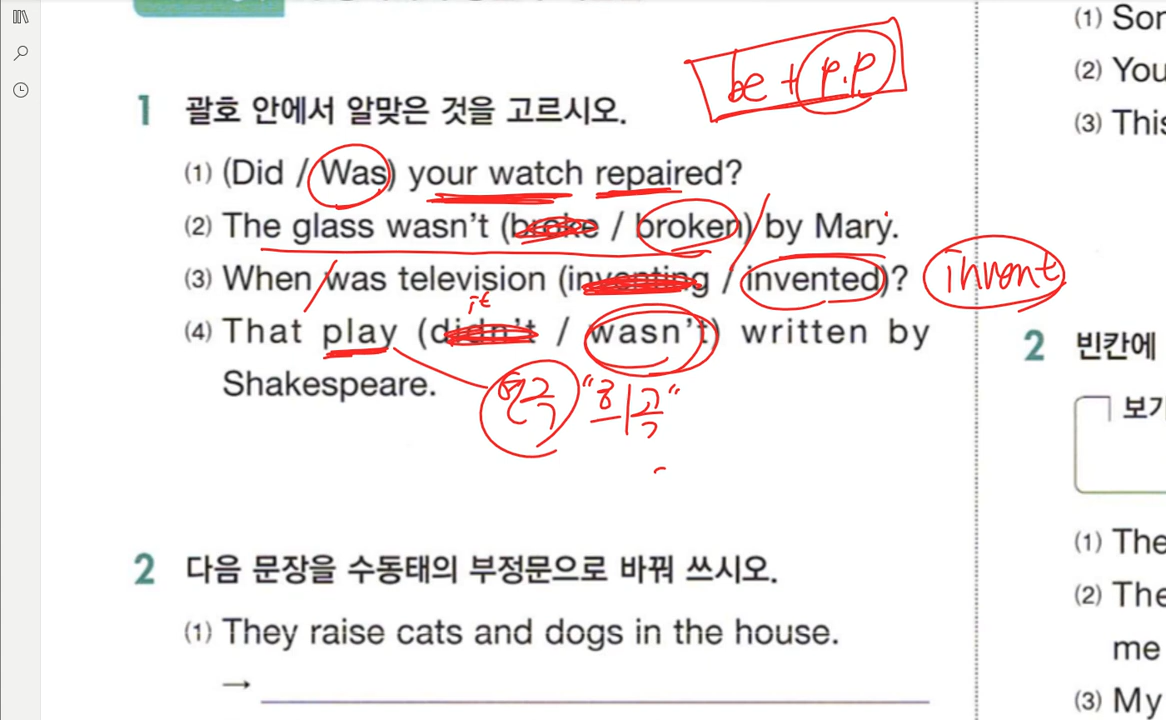 be + p.p
1 괄호 안에서 알맞은 것을 고르시오.
(1) (Did / Was) your watch repaired?
(2) The glass wasn't (broke / broken) by Mary.
(3) When was television (inventing / invented)?
invent
it
(4) That play (didn't / wasn't) written by
Shakespeare.
연극 "희곡"
2 다음 문장을 수동태의 부정문으로 바꿔 쓰시오.
(1) They raise cats and dogs in the house.
→
(1) Sor
(2) You
(3) This
2 빈칸에
보기
(1) The
(2) The
me
(3) My